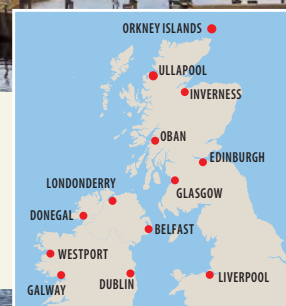 ORKNEY ISLANDS
ULLAPOOL
INVERNESS
OBAN
EDINBURGH
LONDONDERRY
GLASGOW
DONEGAL
BELFAST
WESTPORT
GALWAY
DUBLIN
LIVERPOOL